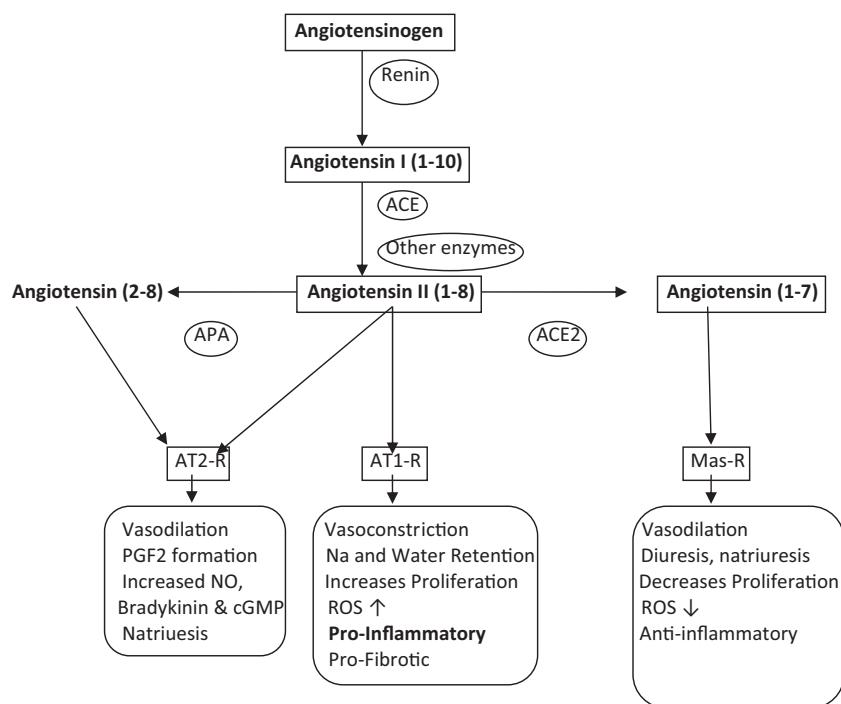 Angiotensinogen
Renin
Angiotensin I (1-10)
ACE
Other enzymes
Angiotensin (2-8)
Angiotensin II (1-8)
Angiotensin (1-7)
APA
ACE2
AT2-R
AT1-R
Mas-R
Vasodilation
PGF2 formation
Increased NO,
Bradykinin & cGMP
Natriuesis
Vasoconstriction
Na and Water Retention
Increases Proliferation
ROS ↑
Pro-Inflammatory
Pro-Fibrotic
Vasodilation
Diuresis, natriuresis
Decreases Proliferation
ROS ↓
Anti-inflammatory